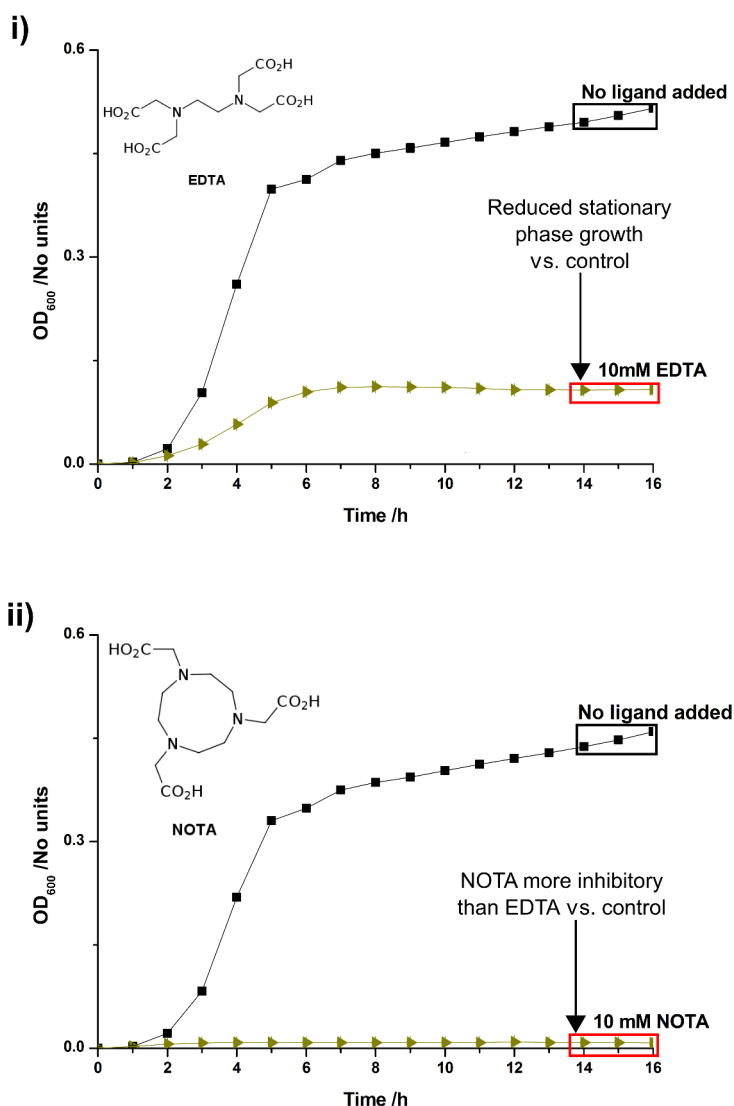 i)
0.6
0.3
0.0
OD600 /No units
CO2H
HO2C
N
N
CO2H
HO2C
EDTA
No ligand added
Reduced stationary
phase growth
vs. control
10mM EDTA
0 2 4 6 8 10 12 14 16
Time /h
ii)
0.6
0.3
0.0
OD600 /No units
HO2C
N
CO2H
N
N
CO2H
NOTA
No ligand added
NOTA more inhibitory
than EDTA vs. control
10 mM NOTA
0 2 4 6 8 10 12 14 16
Time /h